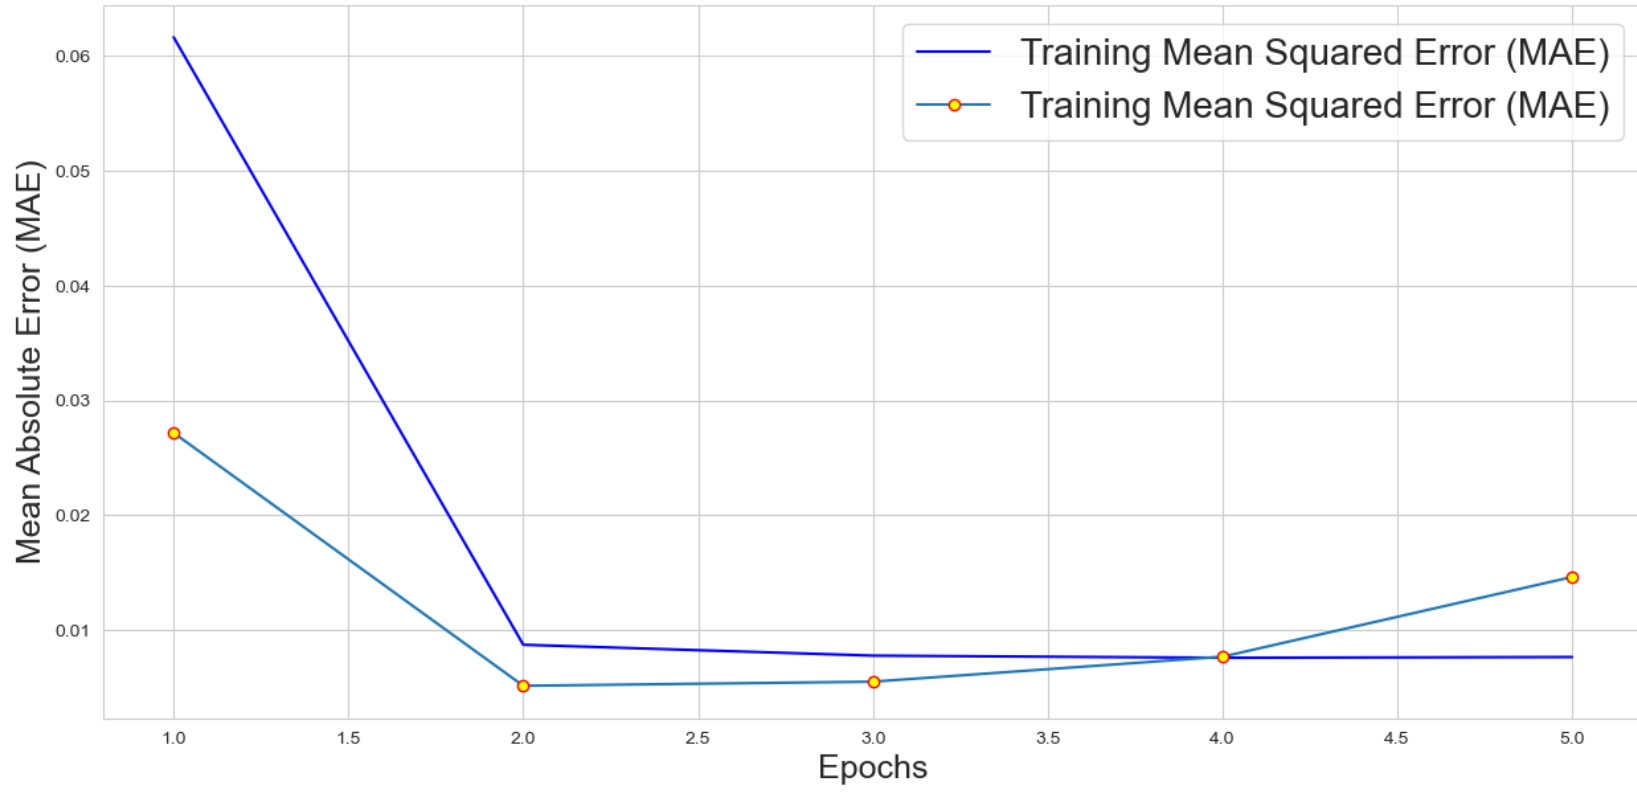 Training Mean Squared Error (MAE)
Training Mean Squared Error (MAE)
Mean Absolute Error (MAE)
0.06
0.05
0.04
0.03
0.02
0.01
1.0 1.5 2.0 2.5 3.0 3.5 4.0 4.5 5.0
Epochs